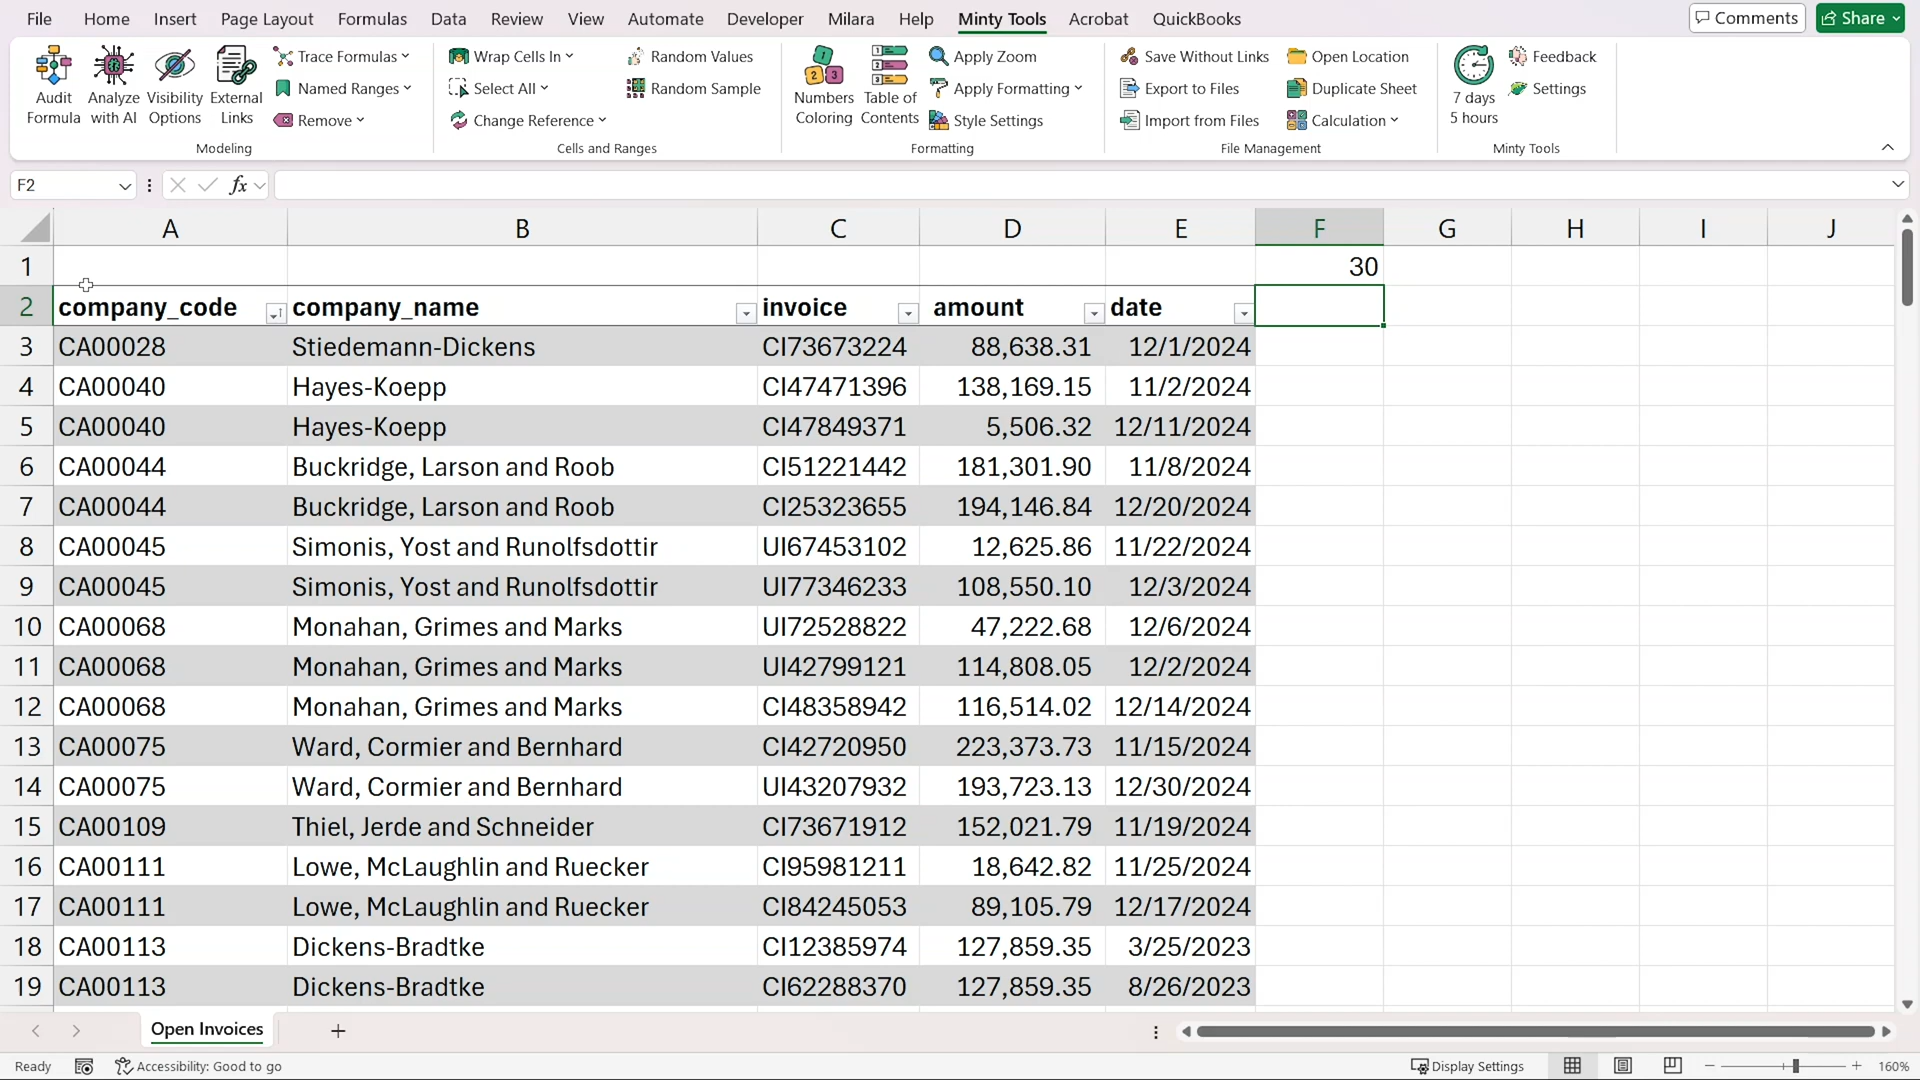 File Home Insert Page Layout Formulas Data Review View Automate Developer Milara Help Minty Tools Acrobat QuickBooks Comments Share
Audit Formula
Analyze with AI
Visibility Options
External Links
Trace Formulas
Named Ranges
Remove
Modeling
Wrap Cells In
Select All
Change Reference
Random Values
Random Sample
Cells and Ranges
Numbers Coloring
Table of Contents
Apply Zoom
Apply Formatting
Style Settings
Formatting
Save Without Links
Export to Files
Import from Files
Open Location
Duplicate Sheet
Calculation
File Management
7 days 5 hours
Feedback
Settings
Minty Tools
F2 fx
A B C D E F G H I J
1 30
2 company_code company_name invoice amount date
3 CA00028 Stiedemann-Dickens CI73673224 88,638.31 12/1/2024
4 CA00040 Hayes-Koepp CI47471396 138,169.15 11/2/2024
5 CA00040 Hayes-Koepp CI47849371 5,506.32 12/11/2024
6 CA00044 Buckridge, Larson and Roob CI51221442 181,301.90 11/8/2024
7 CA00044 Buckridge, Larson and Roob CI25323655 194,146.84 12/20/2024
8 CA00045 Simonis, Yost and Runolfsdottir UI67453102 12,625.86 11/22/2024
9 CA00045 Simonis, Yost and Runolfsdottir UI77346233 108,550.10 12/3/2024
10 CA00068 Monahan, Grimes and Marks UI72528822 47,222.68 12/6/2024
11 CA00068 Monahan, Grimes and Marks UI42799121 114,808.05 12/2/2024
12 CA00068 Monahan, Grimes and Marks CI48358942 116,514.02 12/14/2024
13 CA00075 Ward, Cormier and Bernhard CI42720950 223,373.73 11/15/2024
14 CA00075 Ward, Cormier and Bernhard UI43207932 193,723.13 12/30/2024
15 CA00109 Thiel, Jerde and Schneider CI73671912 152,021.79 11/19/2024
16 CA00111 Lowe, McLaughlin and Ruecker CI95981211 18,642.82 11/25/2024
17 CA00111 Lowe, McLaughlin and Ruecker CI84245053 89,105.79 12/17/2024
18 CA00113 Dickens-Bradtke CI12385974 127,859.35 3/25/2023
19 CA00113 Dickens-Bradtke CI62288370 127,859.35 8/26/2023
Open Invoices
Ready Accessibility: Good to go Display Settings 160%